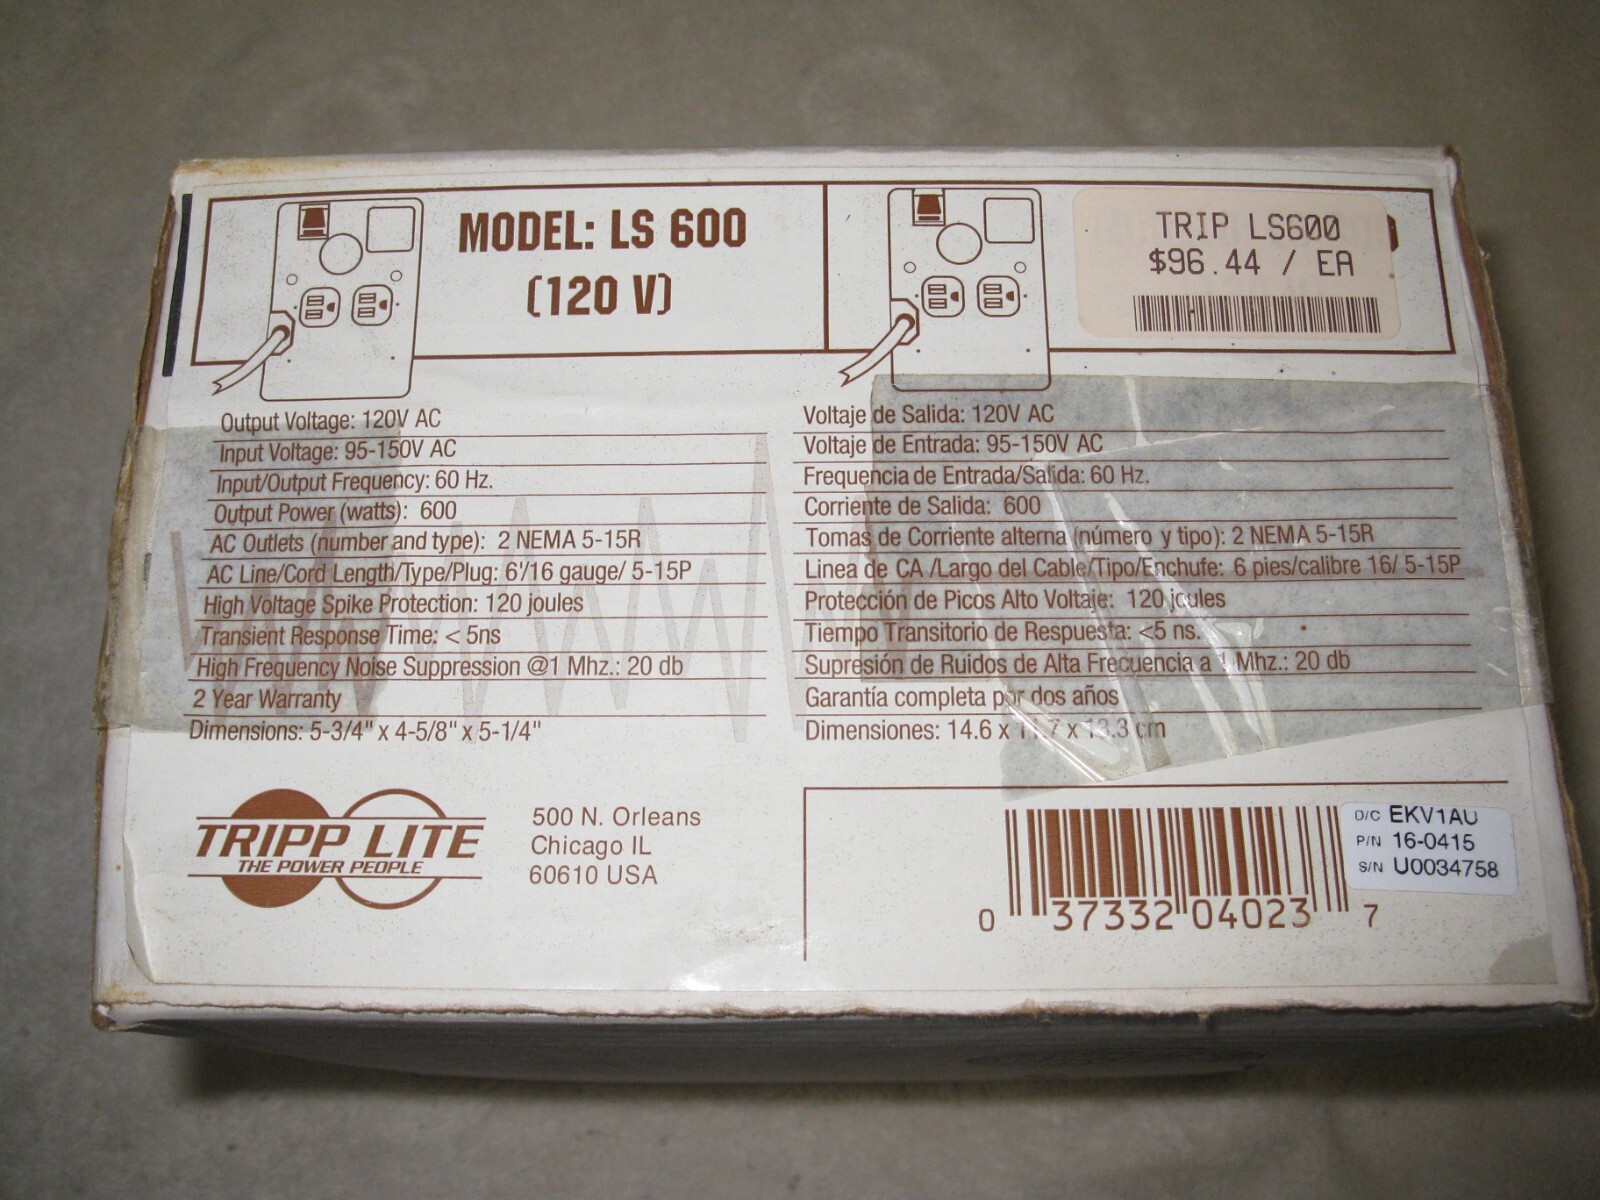 MODEL: LS 600
(120 V)
TRIP LS600
$96.44 / EA
Output Voltage: 120V AC
Input Voltage: 95-150V AC
Input/Output Frequency: 60 Hz.
Output Power (watts): 600
AC Outlets (number and type): 2 NEMA 5-15R
AC Line/Cord Length/Type/Plug: 6'/16 gauge/ 5-15P
High Voltage Spike Protection: 120 joules
Transient Response Time: < 5ns
High Frequency Noise Suppression @1 Mhz.: 20 db
2 Year Warranty
Dimensions: 5-3/4" x 4-5/8" x 5-1/4"
Voltaje de Salida: 120V AC
Voltaje de Entrada: 95-150V AC
Frequencia de Entrada/Salida: 60 Hz.
Corriente de Salida: 600
Tomas de Corriente alterna (número y tipo): 2 NEMA 5-15R
Linea de CA /Largo del Cable/Tipo/Enchufe: 6 pies/calibre 16/ 5-15P
Protección de Picos Alto Voltaje: 120 joules
Tiempo Transitorio de Respuesta: <5 ns.
Supresión de Ruidos de Alta Frecuencia a 1 Mhz.: 20 db
Garantía completa por dos años
Dimensiones: 14.6 x 11.7 x 13.3 cm
TRIPP LITE
THE POWER PEOPLE
500 N. Orleans
Chicago IL
60610 USA
D/C EKV1AU
P/N 16-0415
S/N U0034758
0 37332 04023 7